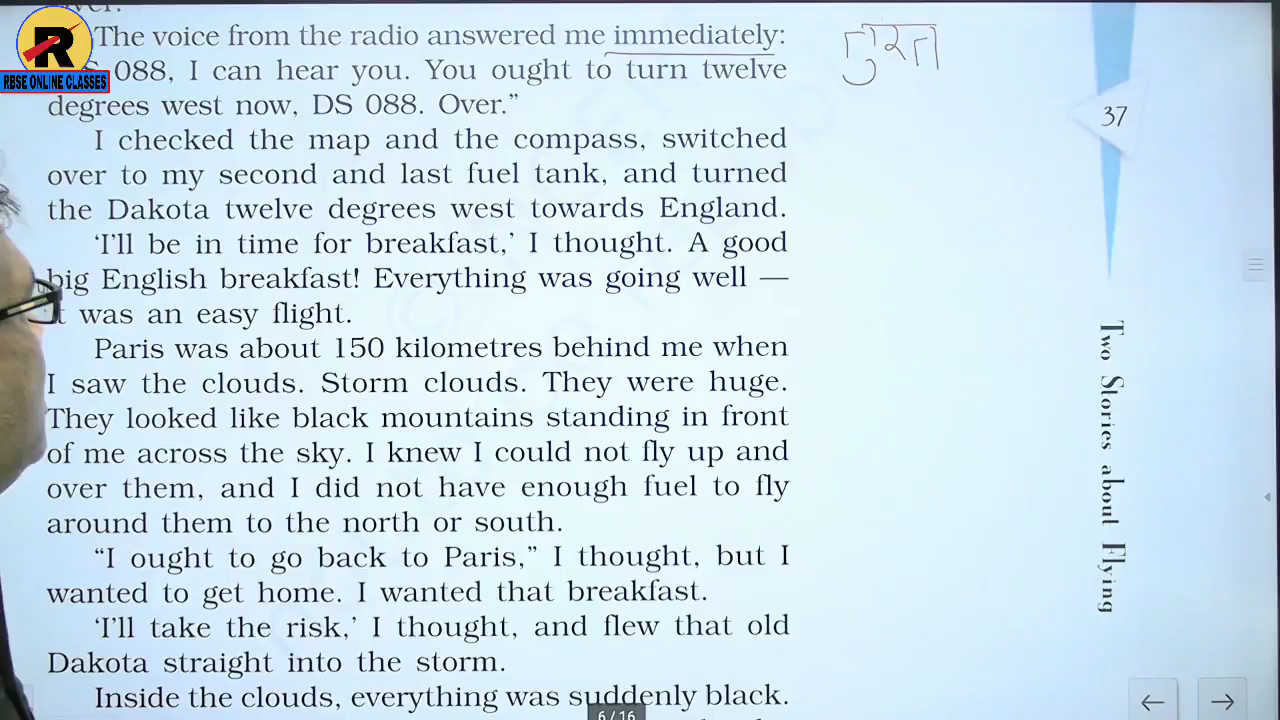 The voice from the radio answered me immediately:
088, I can hear you. You ought to turn twelve
degrees west now, DS 088. Over.”
I checked the map and the compass, switched
over to my second and last fuel tank, and turned
the Dakota twelve degrees west towards England.
‘I’ll be in time for breakfast,’ I thought. A good
big English breakfast! Everything was going well —
it was an easy flight.
Paris was about 150 kilometres behind me when
I saw the clouds. Storm clouds. They were huge.
They looked like black mountains standing in front
of me across the sky. I knew I could not fly up and
over them, and I did not have enough fuel to fly
around them to the north or south.
“I ought to go back to Paris,” I thought, but I
wanted to get home. I wanted that breakfast.
‘I’ll take the risk,’ I thought, and flew that old
Dakota straight into the storm.
Inside the clouds, everything was suddenly black.
R
RBSE ONLINE CLASSES
तुरन्त
37
Two Stories about Flying
6 / 16